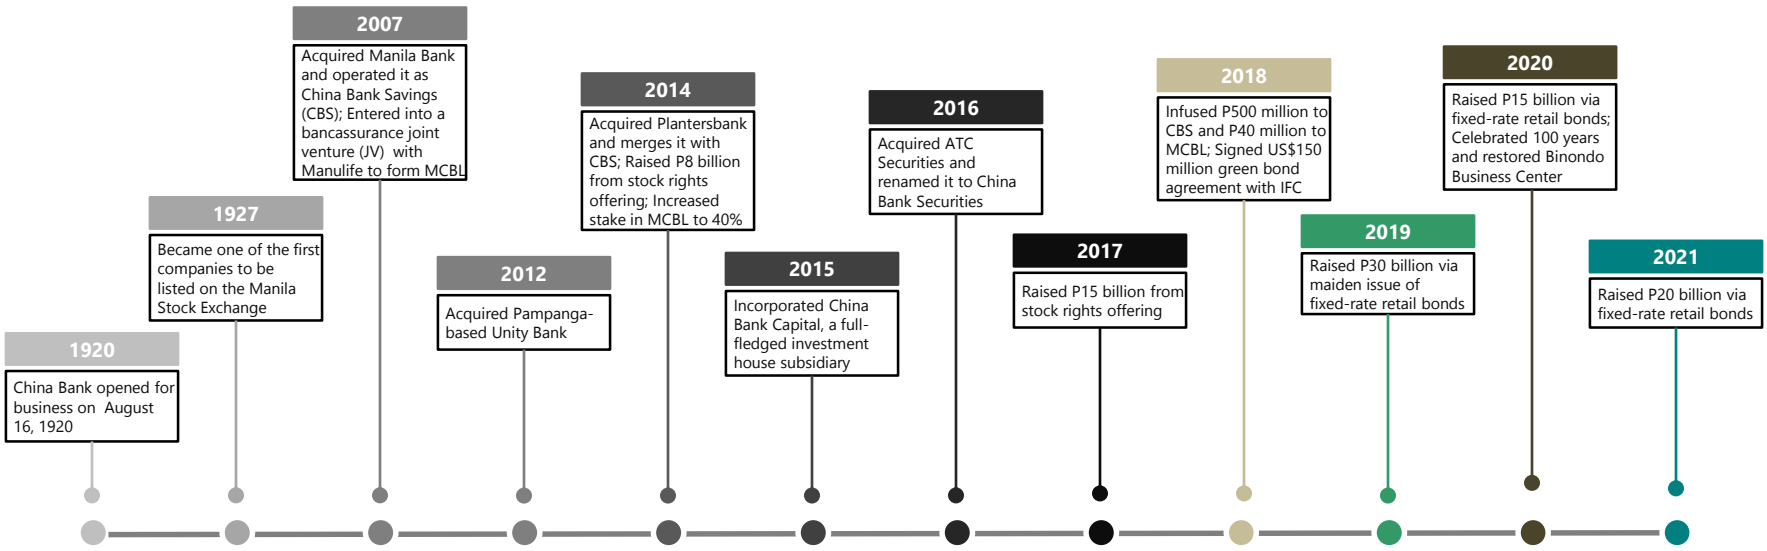 1920
China Bank opened for
business on August
16, 1920
1927
Became one of the first
companies to be
listed on the Manila
Stock Exchange
2007
Acquired Manila Bank
and operated it as
China Bank Savings
(CBS); Entered into a
bancassurance joint
venture (JV) with
Manulife to form MCBL
2012
Acquired Pampanga-
based Unity Bank
2014
Acquired Plantersbank
and merges it with
CBS; Raised P8 billion
from stock rights
offering; Increased
stake in MCBL to 40%
2015
Incorporated China
Bank Capital, a full-
fledged investment
house subsidiary
2016
Acquired ATC
Securities and
renamed it to China
Bank Securities
2017
Raised P15 billion from
stock rights offering
2018
Infused P500 million to
CBS and P40 million to
MCBL; Signed US$150
million green bond
agreement with IFC
2019
Raised P30 billion via
maiden issue of
fixed-rate retail bonds
2020
Raised P15 billion via
fixed-rate retail bonds;
Celebrated 100 years
and restored Binondo
Business Center
2021
Raised P20 billion via
fixed-rate retail bonds